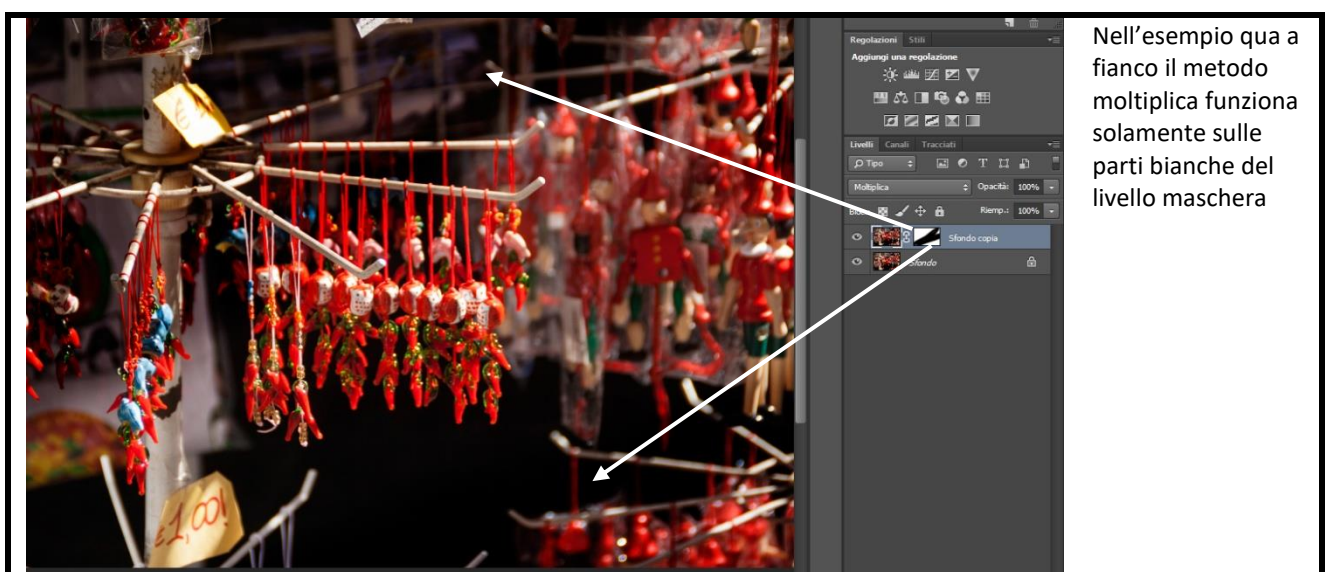 Nell'esempio qua a
fianco il metodo
moltiplica funziona
solamente sulle
parti bianche del
livello maschera
Regolazioni Stili
Aggiungi una regolazione
Livelli Canali Tracciati
Tipo
T
Moltiplica Opacità: 100%
Riemp.: 100%
Sfondo copia
Sfondo
€1,00!